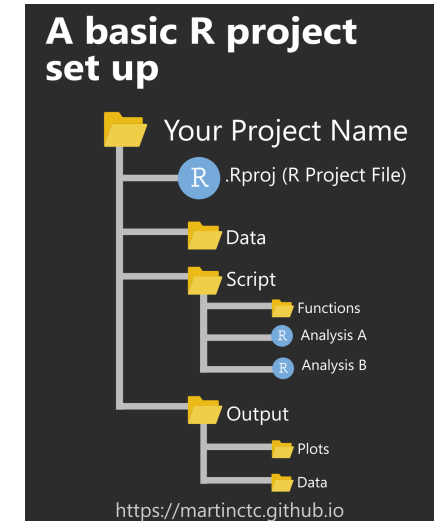 A basic R project
set up
Your Project Name
R .Rproj (R Project File)
Data
Script
Functions
R Analysis A
R Analysis B
Output
Plots
Data
https://martinctc.github.io